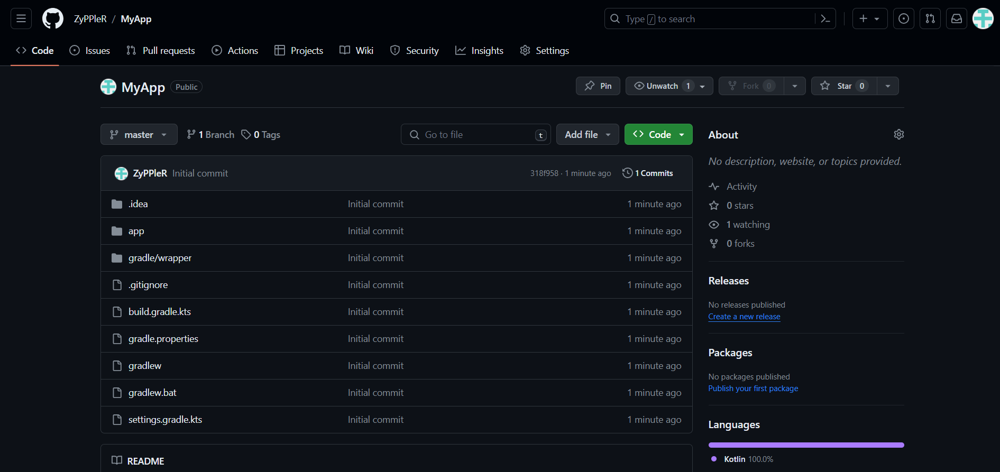 ZyPPleR / MyApp
Type / to search
Code Issues Pull requests Actions Projects Wiki Security Insights Settings
MyApp Public
Pin Unwatch 1 Fork 0 Star 0
master 1 Branch 0 Tags Go to file t Add file Code
ZyPPleR Initial commit 318f958 · 1 minute ago 1 Commits
.idea Initial commit 1 minute ago
app Initial commit 1 minute ago
gradle/wrapper Initial commit 1 minute ago
.gitignore Initial commit 1 minute ago
build.gradle.kts Initial commit 1 minute ago
gradle.properties Initial commit 1 minute ago
gradlew Initial commit 1 minute ago
gradlew.bat Initial commit 1 minute ago
settings.gradle.kts Initial commit 1 minute ago
README
About
No description, website, or topics provided.
Activity
0 stars
1 watching
0 forks
Releases
No releases published
Create a new release
Packages
No packages published
Publish your first package
Languages
Kotlin 100.0%